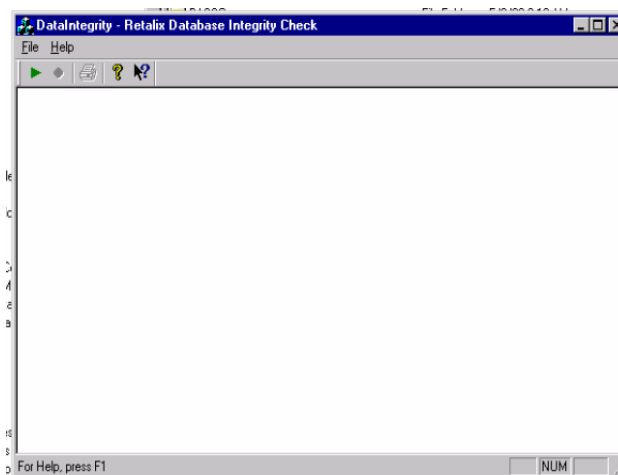 DataIntegrity - Retalix Database Integrity Check
File Help
For Help, press F1
NUM